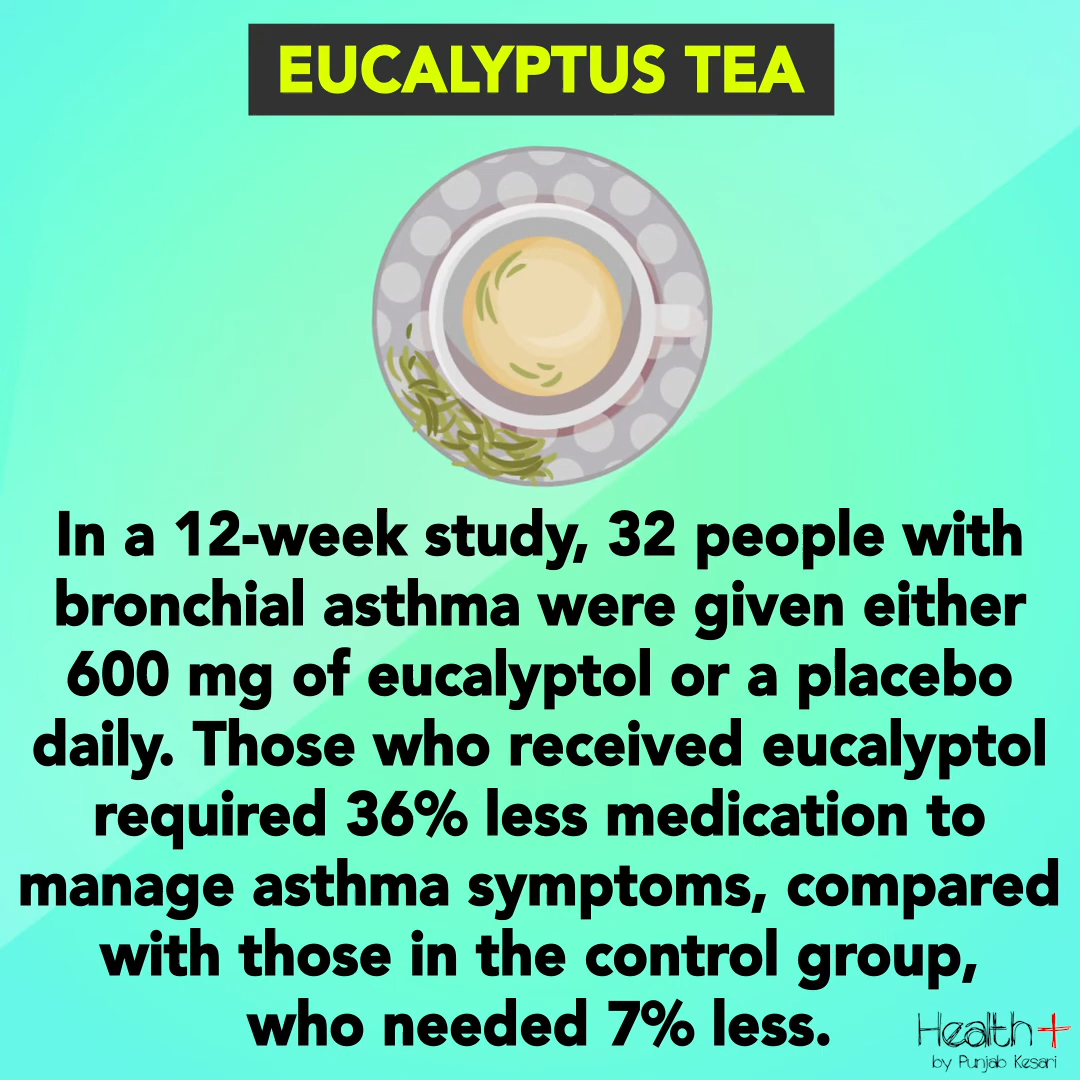 EUCALYPTUS TEA
In a 12-week study, 32 people with
bronchial asthma were given either
600 mg of eucalyptol or a placebo
daily. Those who received eucalyptol
required 36% less medication to
manage asthma symptoms, compared
with those in the control group,
who needed 7% less.
Health+
by Punjab Kesari